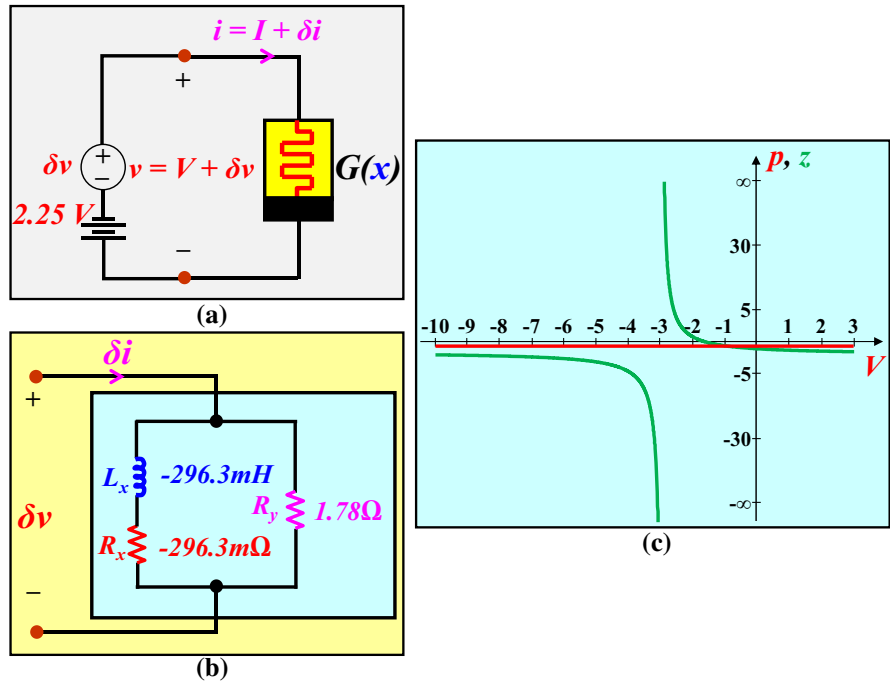 i = I + δi
+
δv
+
−
v = V + δv
G(x)
2.25 V
−
(a)
δi
+
L_x
-296.3mH
R_y
1.78Ω
δv
R_x
-296.3mΩ
−
(b)
p, z
∞
30
5
-10 -9 -8 -7 -6 -5 -4 -3 -2 -1 1 2 3
V
-5
-30
-∞
(c)